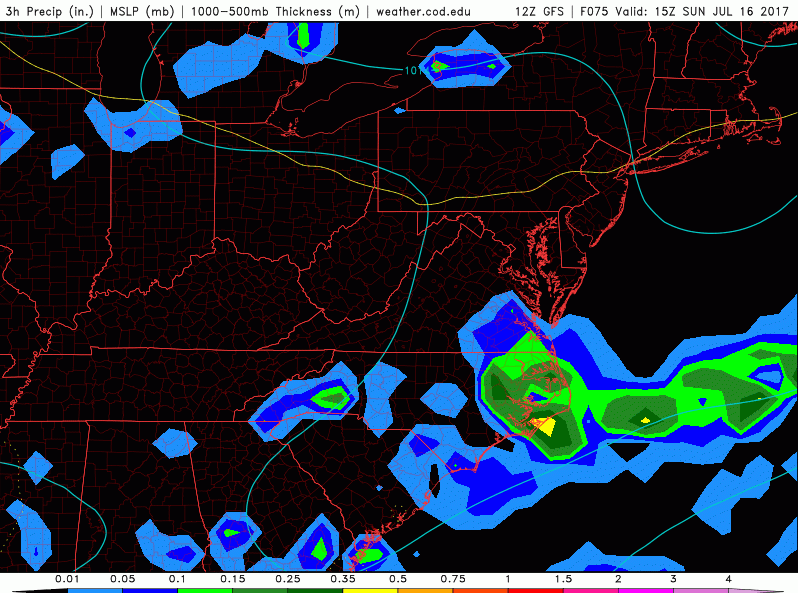 3h Precip (in.) | MSLP (mb) | 1000-500mb Thickness (m) | weather.cod.edu 12Z GFS | F075 Valid: 15Z SUN JUL 16 2017
0.01 0.05 0.1 0.15 0.25 0.35 0.5 0.75 1 1.5 2 3 4